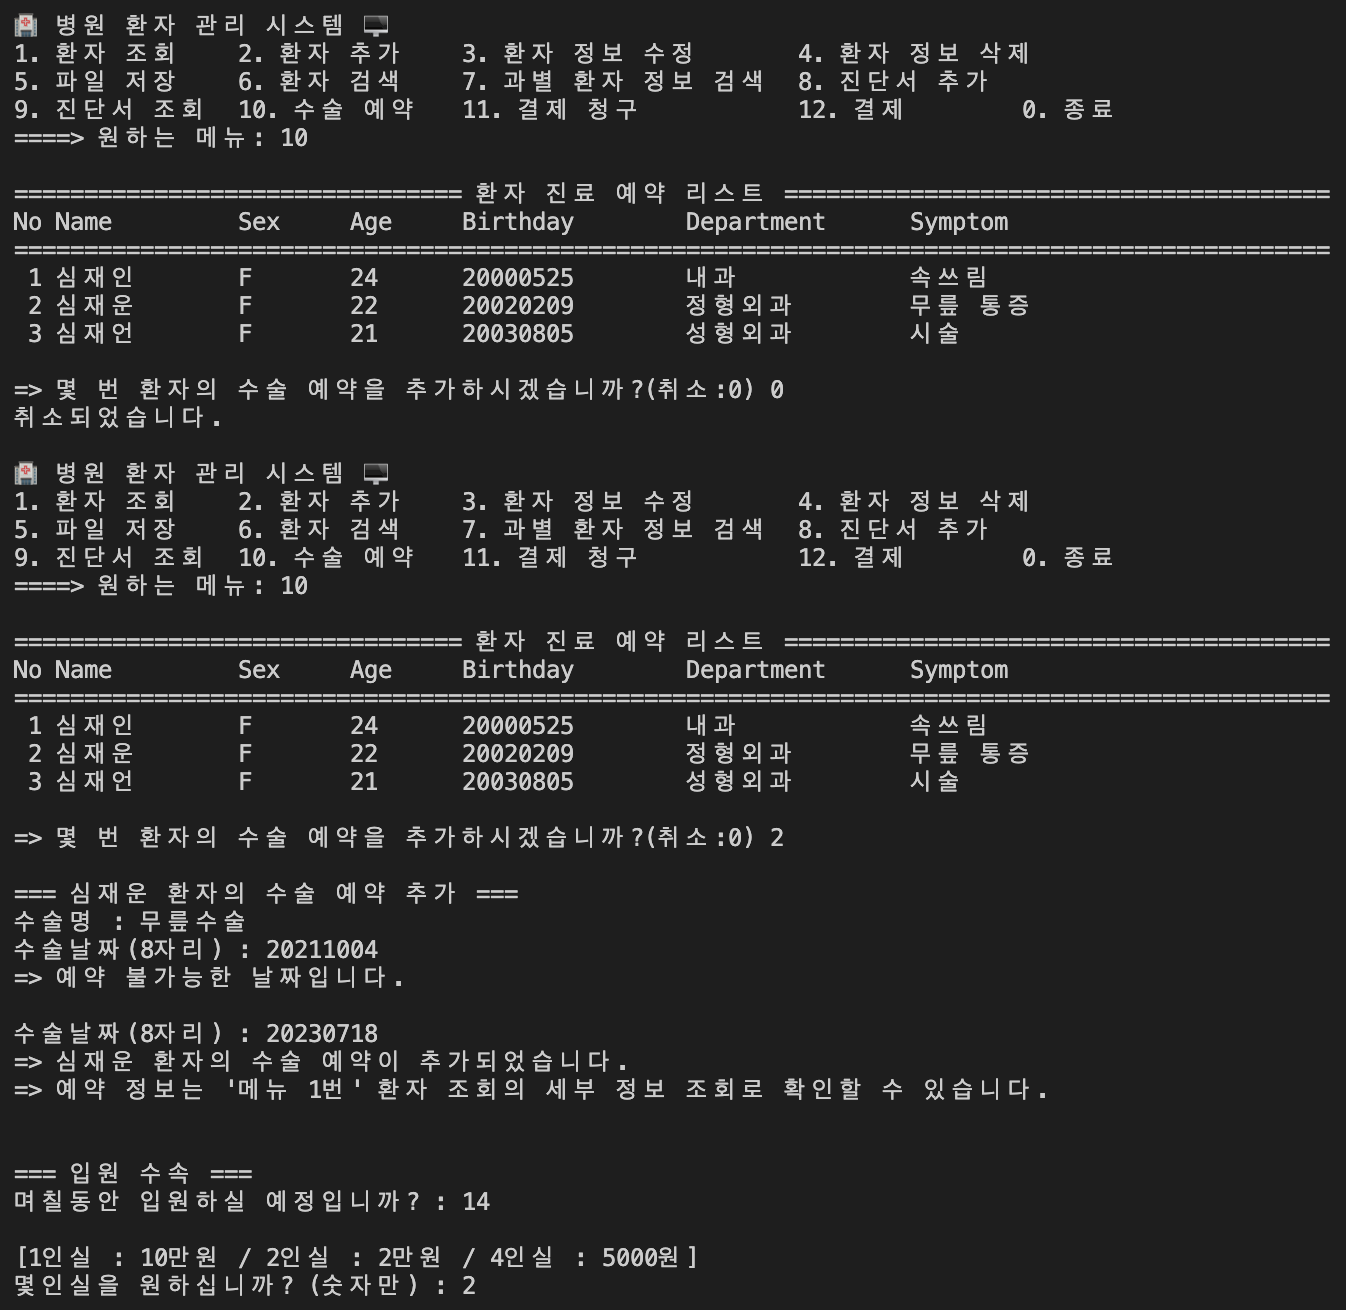 🏥 병원 환자 관리 시스템 🖥
1. 환자 조회 2. 환자 추가 3. 환자 정보 수정 4. 환자 정보 삭제
5. 파일 저장 6. 환자 검색 7. 과별 환자 정보 검색 8. 진단서 추가
9. 진단서 조회 10. 수술 예약 11. 결제 청구 12. 결제 0. 종료
====> 원하는 메뉴: 10
================================ 환자 진료 예약 리스트 =======================================
No Name Sex Age Birthday Department Symptom
==============================================================================================
1 심재인 F 24 20000525 내과 속쓰림
2 심재운 F 22 20020209 정형외과 무릎 통증
3 심재언 F 21 20030805 성형외과 시술
=> 몇 번 환자의 수술 예약을 추가하시겠습니까?(취소:0) 0
취소되었습니다.
🏥 병원 환자 관리 시스템 🖥
1. 환자 조회 2. 환자 추가 3. 환자 정보 수정 4. 환자 정보 삭제
5. 파일 저장 6. 환자 검색 7. 과별 환자 정보 검색 8. 진단서 추가
9. 진단서 조회 10. 수술 예약 11. 결제 청구 12. 결제 0. 종료
====> 원하는 메뉴: 10
================================ 환자 진료 예약 리스트 =======================================
No Name Sex Age Birthday Department Symptom
==============================================================================================
1 심재인 F 24 20000525 내과 속쓰림
2 심재운 F 22 20020209 정형외과 무릎 통증
3 심재언 F 21 20030805 성형외과 시술
=> 몇 번 환자의 수술 예약을 추가하시겠습니까?(취소:0) 2
=== 심재운 환자의 수술 예약 추가 ===
수술명 : 무릎수술
수술날짜(8자리) : 20211004
=> 예약 불가능한 날짜입니다.
수술날짜(8자리) : 20230718
=> 심재운 환자의 수술 예약이 추가되었습니다.
=> 예약 정보는 '메뉴 1번' 환자 조회의 세부 정보 조회로 확인할 수 있습니다.
=== 입원 수속 ===
며칠동안 입원하실 예정입니까? : 14
[1인실 : 10만원 / 2인실 : 2만원 / 4인실 : 5000원]
몇인실을 원하십니까? (숫자만) : 2